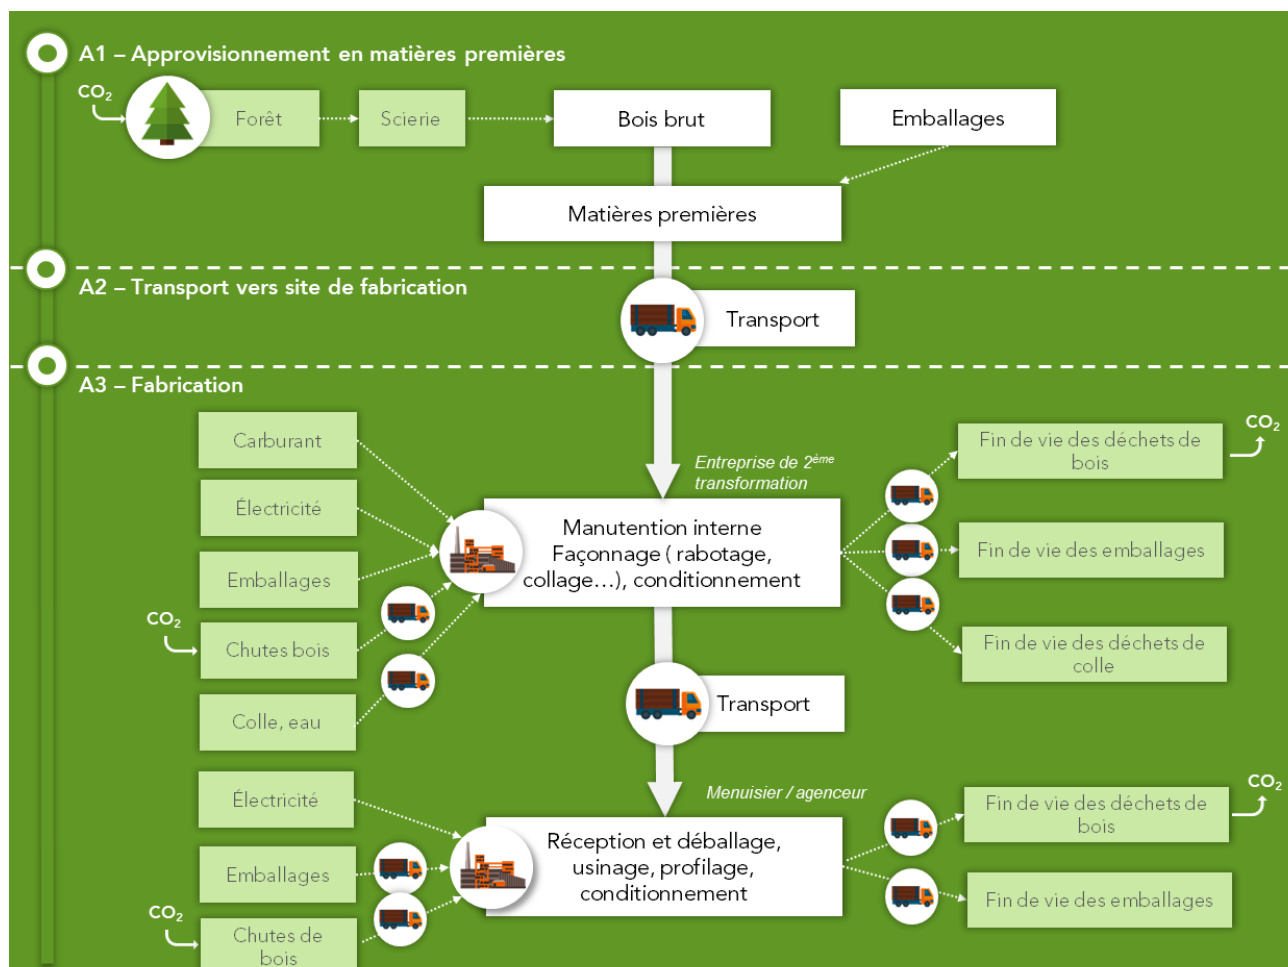 A1 – Approvisionnement en matières premières
CO₂
Forêt
Scierie
Bois brut
Emballages
Matières premières
A2 – Transport vers site de fabrication
Transport
A3 – Fabrication
Carburant
Électricité
Emballages
CO₂
Chutes bois
Colle, eau
Entreprise de 2ème
transformation
Manutention interne
Façonnage ( rabotage,
collage…), conditionnement
Fin de vie des déchets de
bois
CO₂
Fin de vie des emballages
Fin de vie des déchets de
colle
Transport
Électricité
Emballages
CO₂
Chutes de
bois
Menuisier / agenceur
Réception et déballage,
usinage, profilage,
conditionnement
Fin de vie des déchets de
bois
CO₂
Fin de vie des emballages